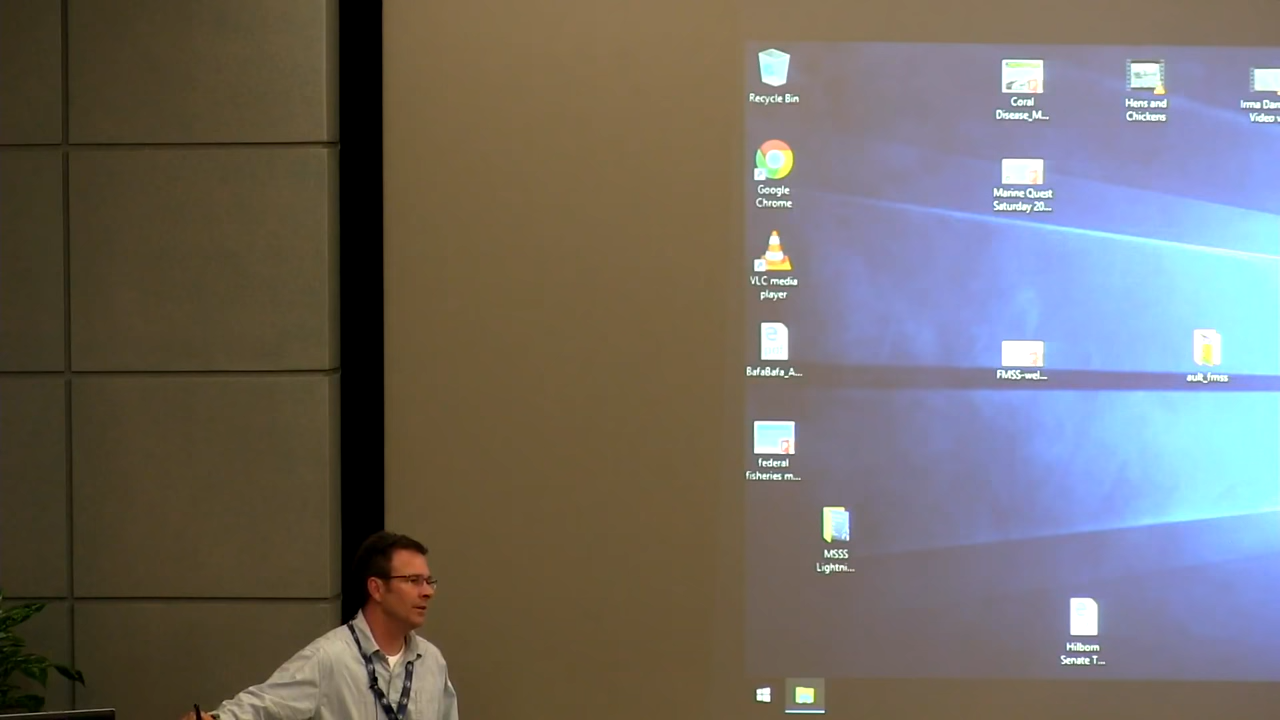 Recycle Bin
Coral
Disease_M...
Hens and
Chickens
Irma Dan
Video
Google
Chrome
Marine Quest
Saturday 20...
VLC media
player
BafaBafa_A...
FMSS-wel...
ault_fmss
federal
fisheries m...
MSSS
Lightni...
Hilborn
Senate T...